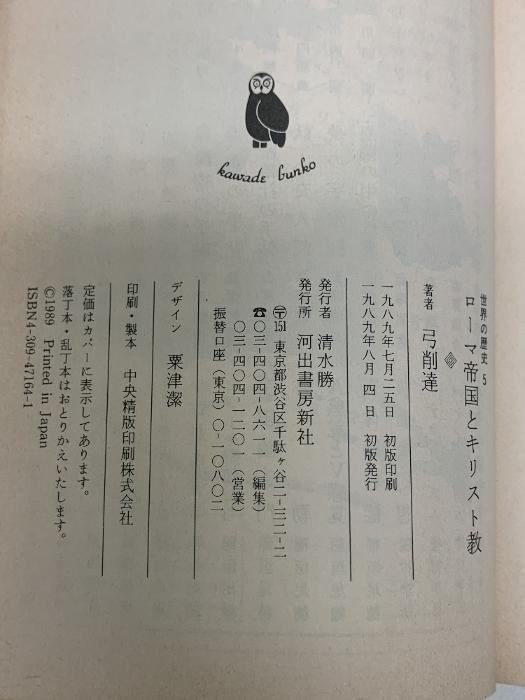 kawade bunko
世界の歴史 5
ローマ帝国とキリスト教
著者 弓削達
一九八九年七月二五日 初版印刷
一九八九年八月 四 日 初版発行
発行者 清水勝
発行所 河出書房新社
〒151 東京都渋谷区千駄ヶ谷二-三二-二
☎〇三-四〇四-八六一一(編集)
〇三-四〇四-一二〇一(営業)
振替口座(東京)〇-一〇八〇二
デザイン 粟津潔
印刷・製本 中央精版印刷株式会社
定価はカバーに表示してあります。
落丁本・乱丁本はおとりかえいたします。
©1989 Printed in Japan
ISBN4-309-47164-1